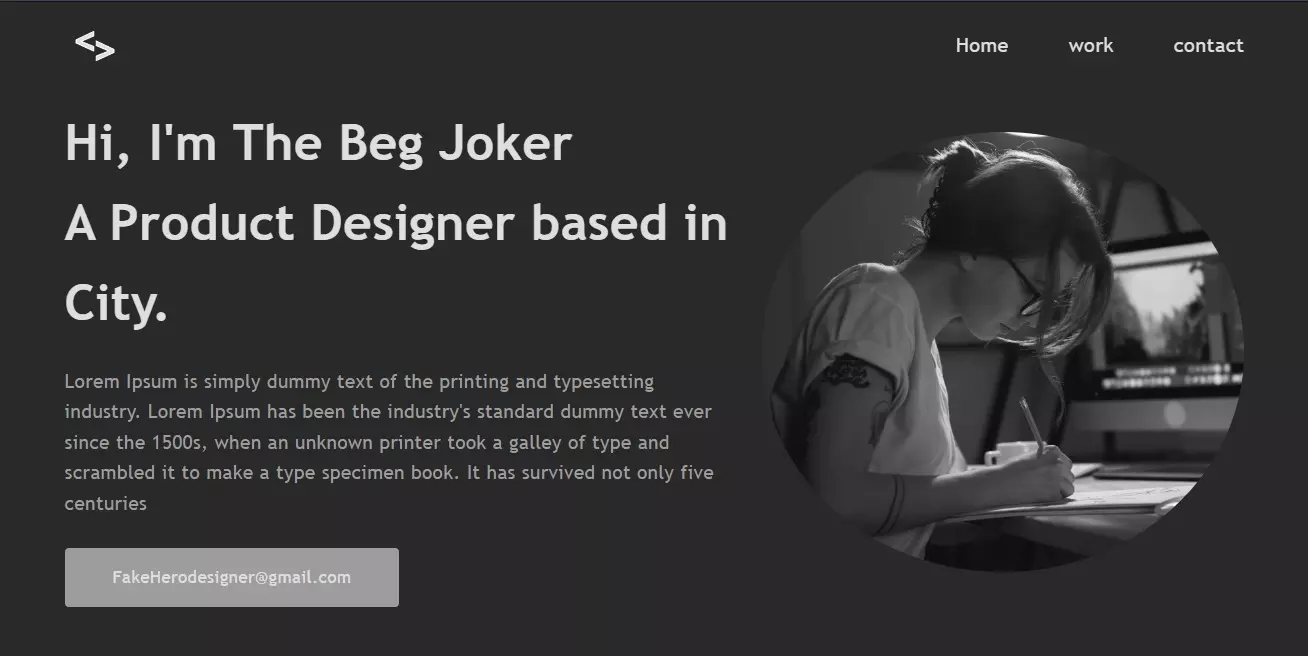 <>
Home work contact
Hi, I'm The Beg Joker
A Product Designer based in
City.
Lorem Ipsum is simply dummy text of the printing and typesetting
industry. Lorem Ipsum has been the industry's standard dummy text ever
since the 1500s, when an unknown printer took a galley of type and
scrambled it to make a type specimen book. It has survived not only five
centuries
FakeHerodesigner@gmail.com